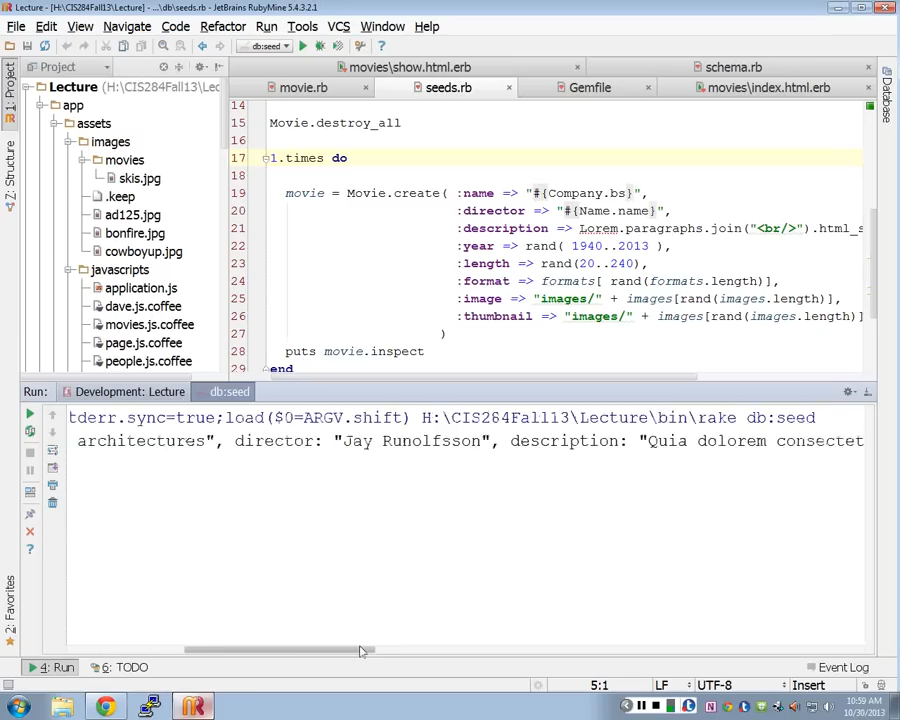 Lecture - [H:\CIS284Fall13\Lecture] - ...\db\seeds.rb - JetBrains RubyMine 5.4.3.2.1
File Edit View Navigate Code Refactor Run Tools VCS Window Help
db:seed
Project
movies\show.html.erb
schema.rb
movie.rb
seeds.rb
Gemfile
movies\index.html.erb
1: Project
Z: Structure
2: Favorites
Database
Lecture (H:\CIS284Fall13\Lec
app
assets
images
movies
skis.jpg
.keep
ad125.jpg
bonfire.jpg
cowboyup.jpg
javascripts
application.js
dave.js.coffee
movies.js.coffee
page.js.coffee
people.js.coffee
14
15 Movie.destroy_all
16
17 1.times do
18
19 movie = Movie.create( :name => "#{Company.bs}",
20 :director => "#{Name.name}",
21 :description => Lorem.paragraphs.join("<br/>").html_s
22 :year => rand( 1940..2013 ),
23 :length => rand(20..240),
24 :format => formats[ rand(formats.length)],
25 :image => "images/" + images[rand(images.length)],
26 :thumbnail => "images/" + images[rand(images.length)]
27 )
28 puts movie.inspect
29 end
Run: Development: Lecture db:seed
tderr.sync=true;load($0=ARGV.shift) H:\CIS284Fall13\Lecture\bin\rake db:seed
architectures", director: "Jay Runolfsson", description: "Quia dolorem consectet
4: Run 6: TODO Event Log
5:1 LF UTF-8 Insert
10:59 AM
10/30/2013